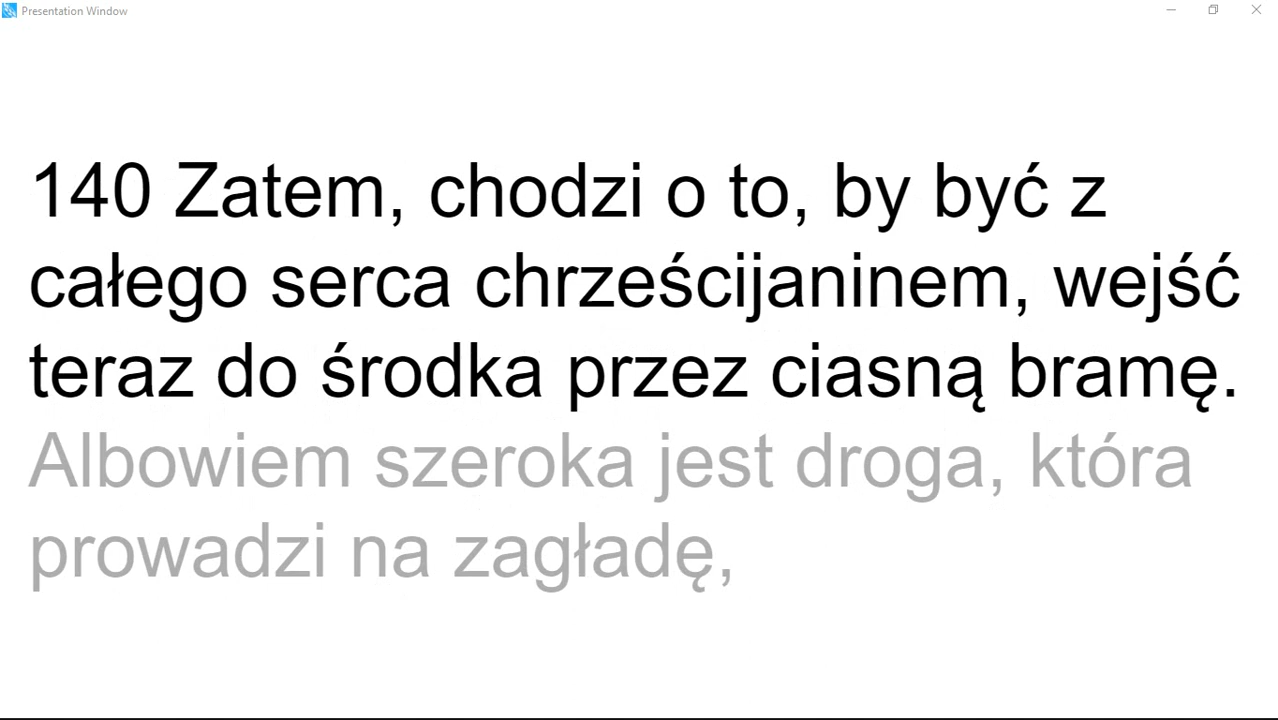 Presentation Window
140 Zatem, chodzi o to, by być z
całego serca chrześcijaninem, wejść
teraz do środka przez ciasną bramę.
Albowiem szeroka jest droga, która
prowadzi na zagładę,